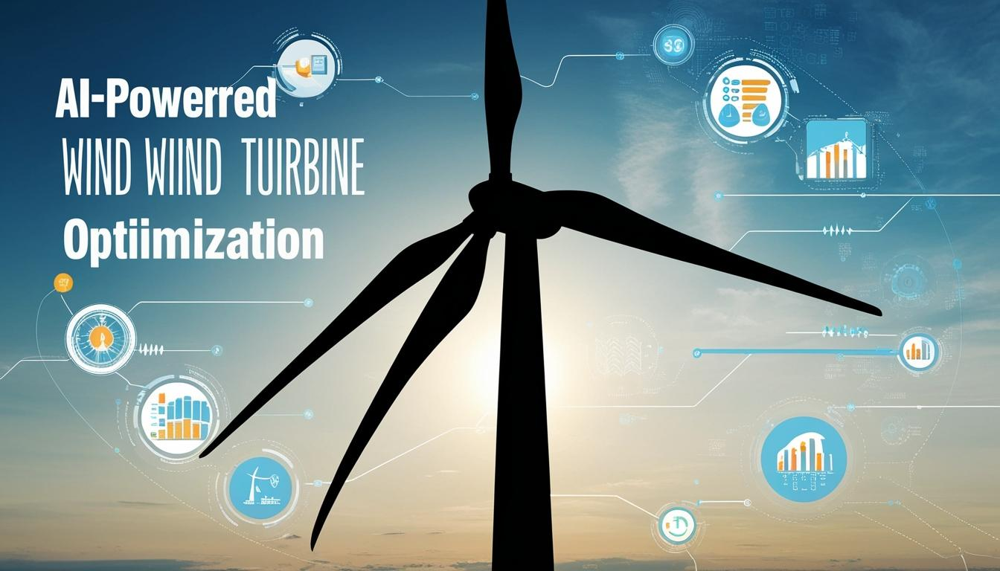 AI-Powerred
WIND WIIND TUIRBINE
Optiimization